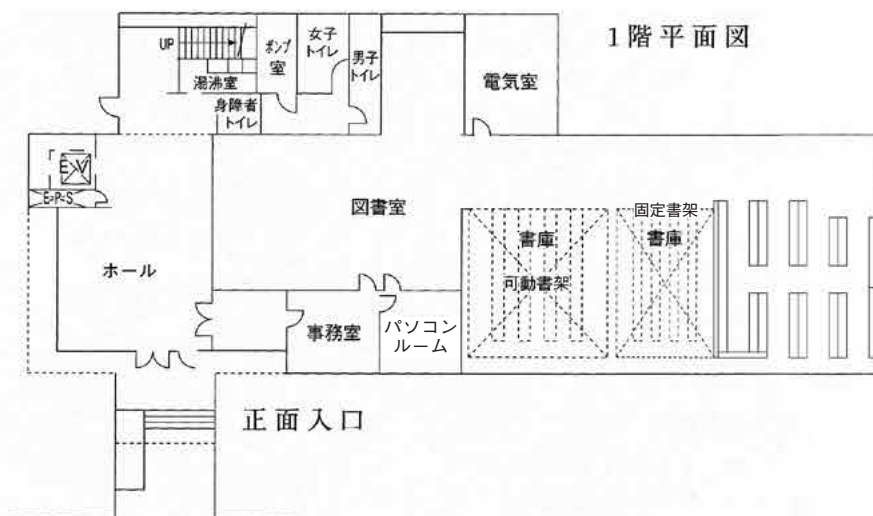 1階平面図
UP
ポンプ
室
女子
トイレ
男子
トイレ
湯沸室
身障者
トイレ
電気室
EV
E=P=S
図書室
固定書架
書庫
書庫
可動書架
ホール
事務室
パソコン
ルーム
正面入口